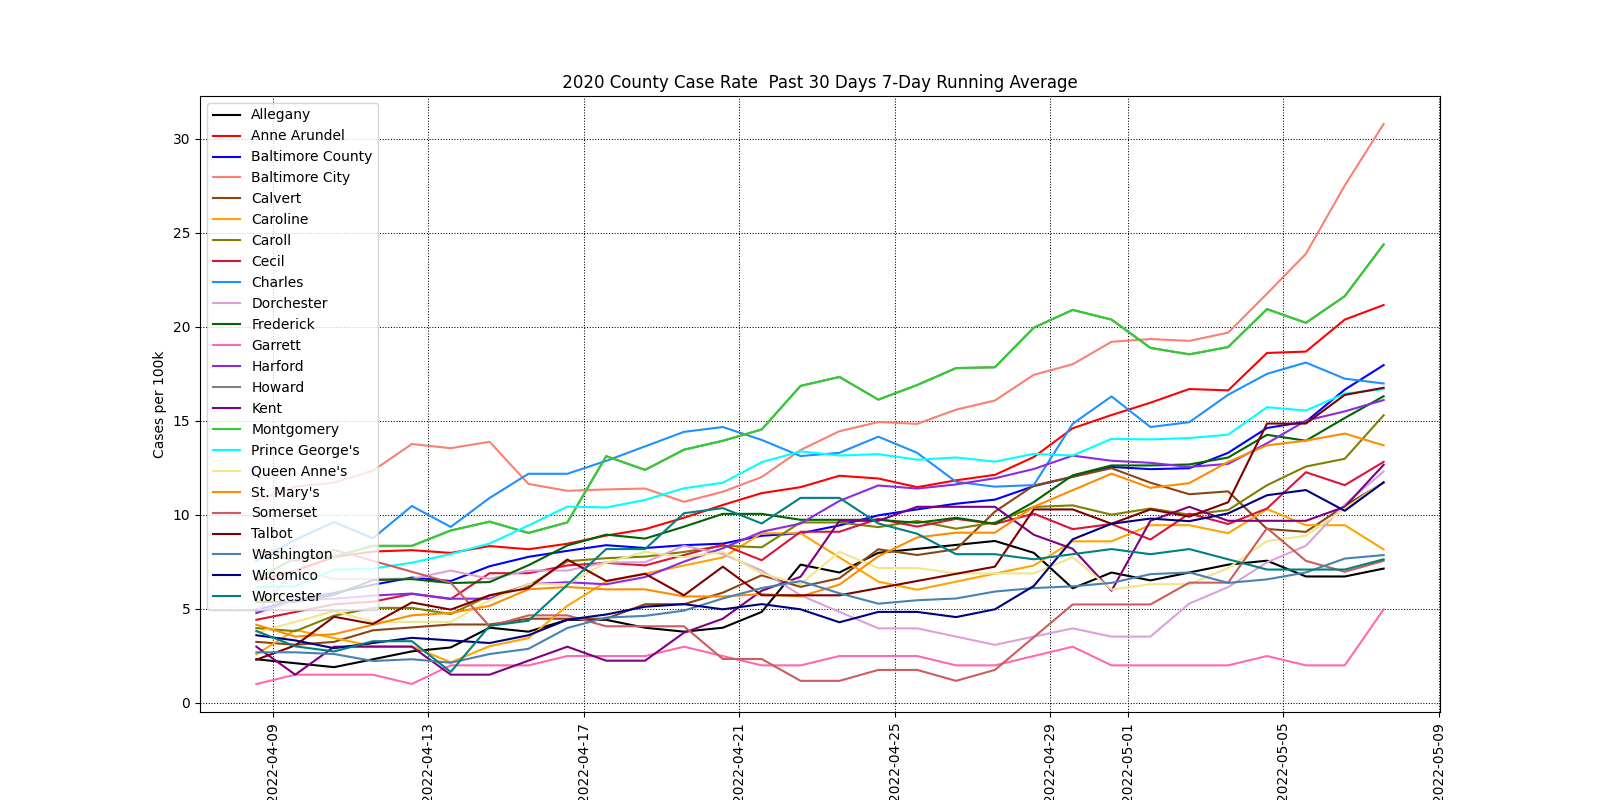 2020 County Case Rate  Past 30 Days 7-Day Running Average
Cases per 100k
30
25
20
15
10
5
0
Allegany
Anne Arundel
Baltimore County
Baltimore City
Calvert
Caroline
Caroll
Cecil
Charles
Dorchester
Frederick
Garrett
Harford
Howard
Kent
Montgomery
Prince George's
Queen Anne's
St. Mary's
Somerset
Talbot
Washington
Wicomico
Worcester
2022-04-09
2022-04-13
2022-04-17
2022-04-21
2022-04-25
2022-04-29
2022-05-01
2022-05-05
2022-05-09